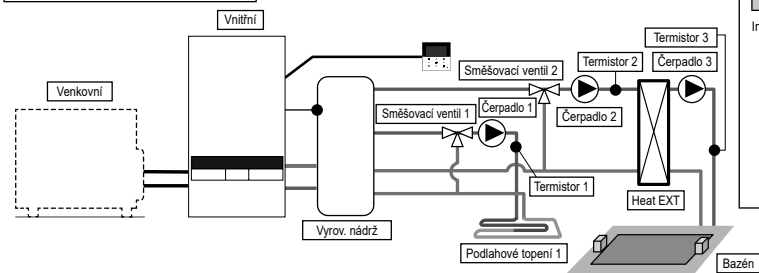 Vnitřní
Termistor 3
In
Směšovací ventil 2
Termistor 2
Čerpadlo 3
Venkovní
Směšovací ventil 1
Čerpadlo 1
Čerpadlo 2
Termistor 1
Heat EXT
Vyrov. nádrž
Podlahové topení 1
Bazén